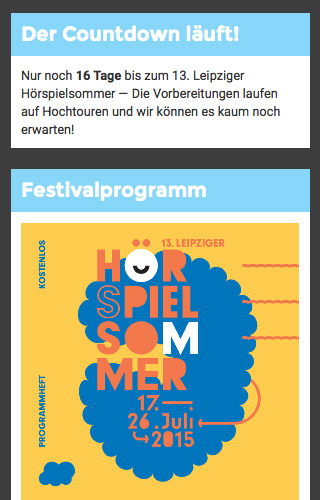 Der Countdown läuft!
Nur noch 16 Tage bis zum 13. Leipziger
Hörspielsommer — Die Vorbereitungen laufen
auf Hochtouren und wir können es kaum noch
erwarten!
Festivalprogramm
KOSTENLOS
13. LEIPZIGER
HÖR
SPIEL
SOM
MER
17.—
26. Juli
2015
PROGRAMMHEFT